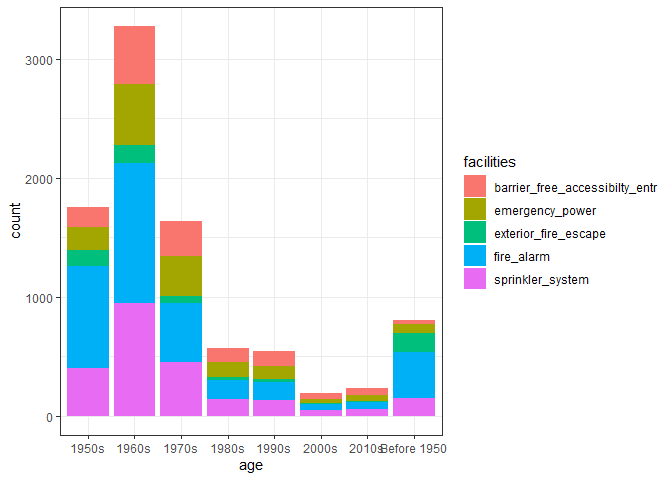 3000
2000
1000
0
count
1950s 1960s 1970s 1980s 1990s 2000s 2010s Before 1950
age
facilities
barrier_free_accessibilty_entr
emergency_power
exterior_fire_escape
fire_alarm
sprinkler_system